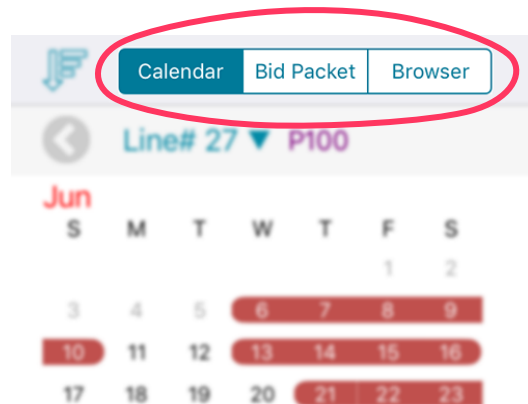 Calendar Bid Packet Browser
Line# 27 ▼ P100
Jun
S M T W T F S
1 2
3 4 5 6 7 8 9
10 11 12 13 14 15 16
17 18 19 20 21 22 23